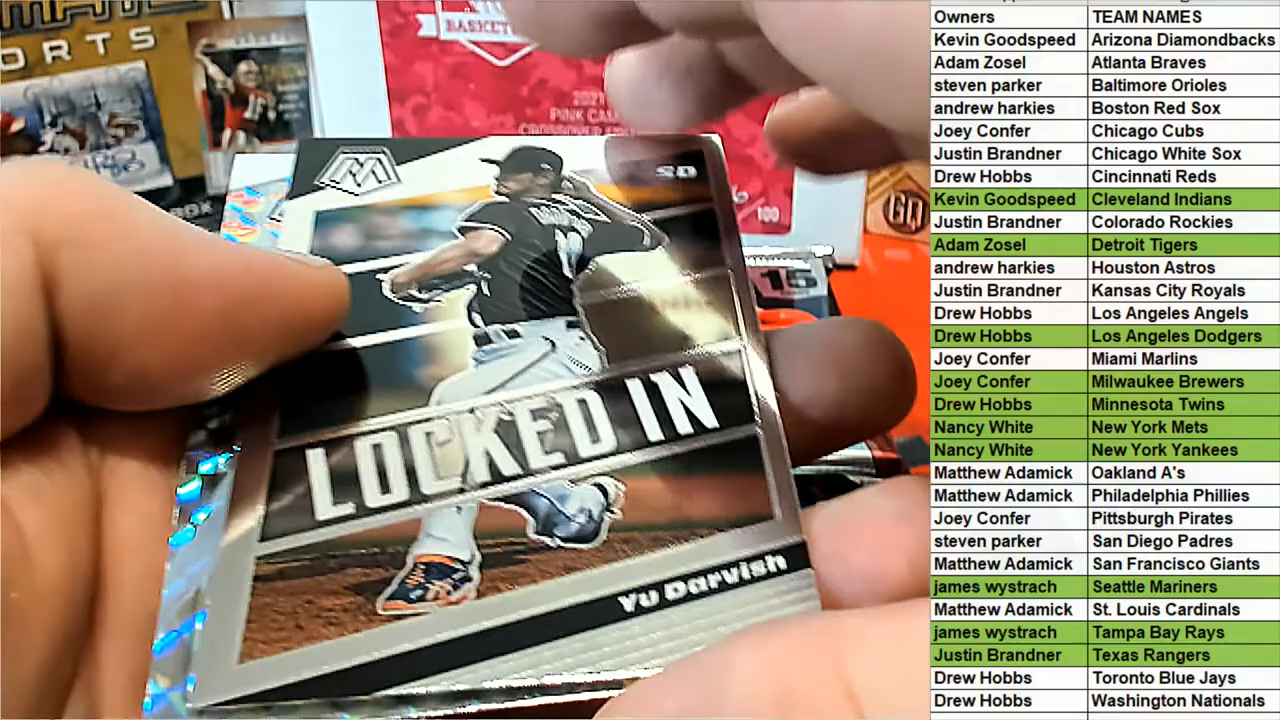 ORTS
BASKET
2021
PINK CAM
CROSSOVER EDIT
/100
BOX
GQ
15
M
SD
LOCKED IN
Yu Darvish
Owners TEAM NAMES
Kevin Goodspeed Arizona Diamondbacks
Adam Zosel Atlanta Braves
steven parker Baltimore Orioles
andrew harkies Boston Red Sox
Joey Confer Chicago Cubs
Justin Brandner Chicago White Sox
Drew Hobbs Cincinnati Reds
Kevin Goodspeed Cleveland Indians
Justin Brandner Colorado Rockies
Adam Zosel Detroit Tigers
andrew harkies Houston Astros
Justin Brandner Kansas City Royals
Drew Hobbs Los Angeles Angels
Drew Hobbs Los Angeles Dodgers
Joey Confer Miami Marlins
Joey Confer Milwaukee Brewers
Drew Hobbs Minnesota Twins
Nancy White New York Mets
Nancy White New York Yankees
Matthew Adamick Oakland A's
Matthew Adamick Philadelphia Phillies
Joey Confer Pittsburgh Pirates
steven parker San Diego Padres
Matthew Adamick San Francisco Giants
james wystrach Seattle Mariners
Matthew Adamick St. Louis Cardinals
james wystrach Tampa Bay Rays
Justin Brandner Texas Rangers
Drew Hobbs Toronto Blue Jays
Drew Hobbs Washington Nationals